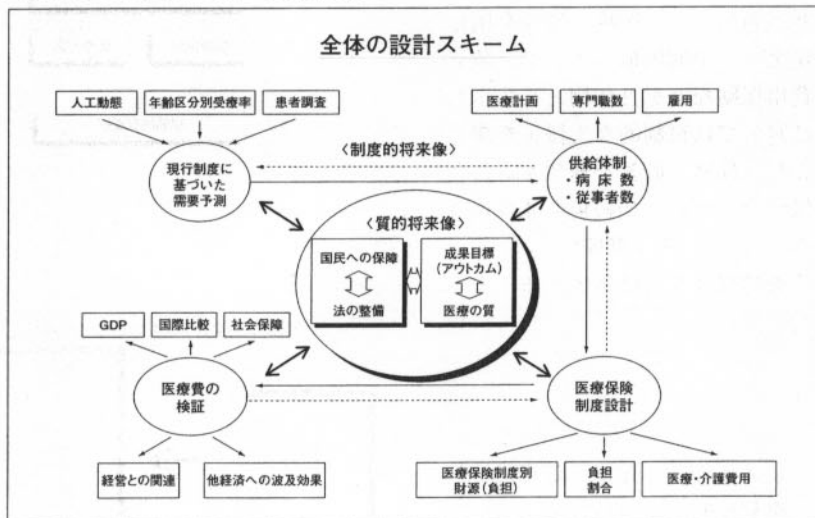 全体の設計スキーム
人工動態
年齢区分別受療率
患者調査
医療計画
専門職数
雇用
〈制度的将来像〉
現行制度に
基づいた
需要予測
供給体制
・病床数
・従事者数
〈質的将来像〉
国民への保障
法の整備
成果目標
(アウトカム)
医療の質
GDP
国際比較
社会保障
医療費の
検証
医療保険
制度設計
経営との関連
他経済への波及効果
医療保険制度別
財源(負担)
負担
割合
医療・介護費用